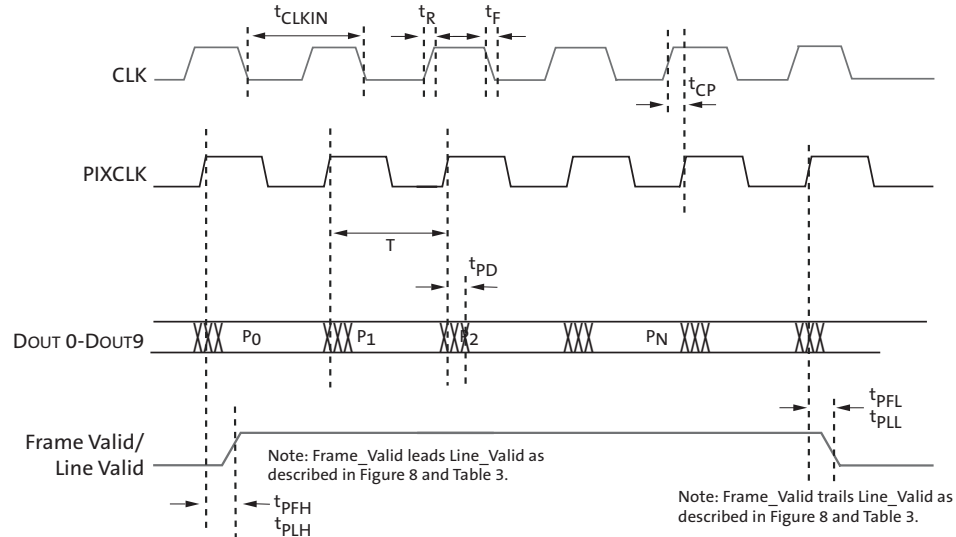 tCLKIN
tR
tF
CLK
tCP
PIXCLK
T
tPD
DOUT 0-DOUT9
P0
P1
P2
PN
tPFL
tPLL
Frame Valid/
Line Valid
Note: Frame_Valid leads Line_Valid as
described in Figure 8 and Table 3.
tPFH
tPLH
Note: Frame_Valid trails Line_Valid as
described in Figure 8 and Table 3.